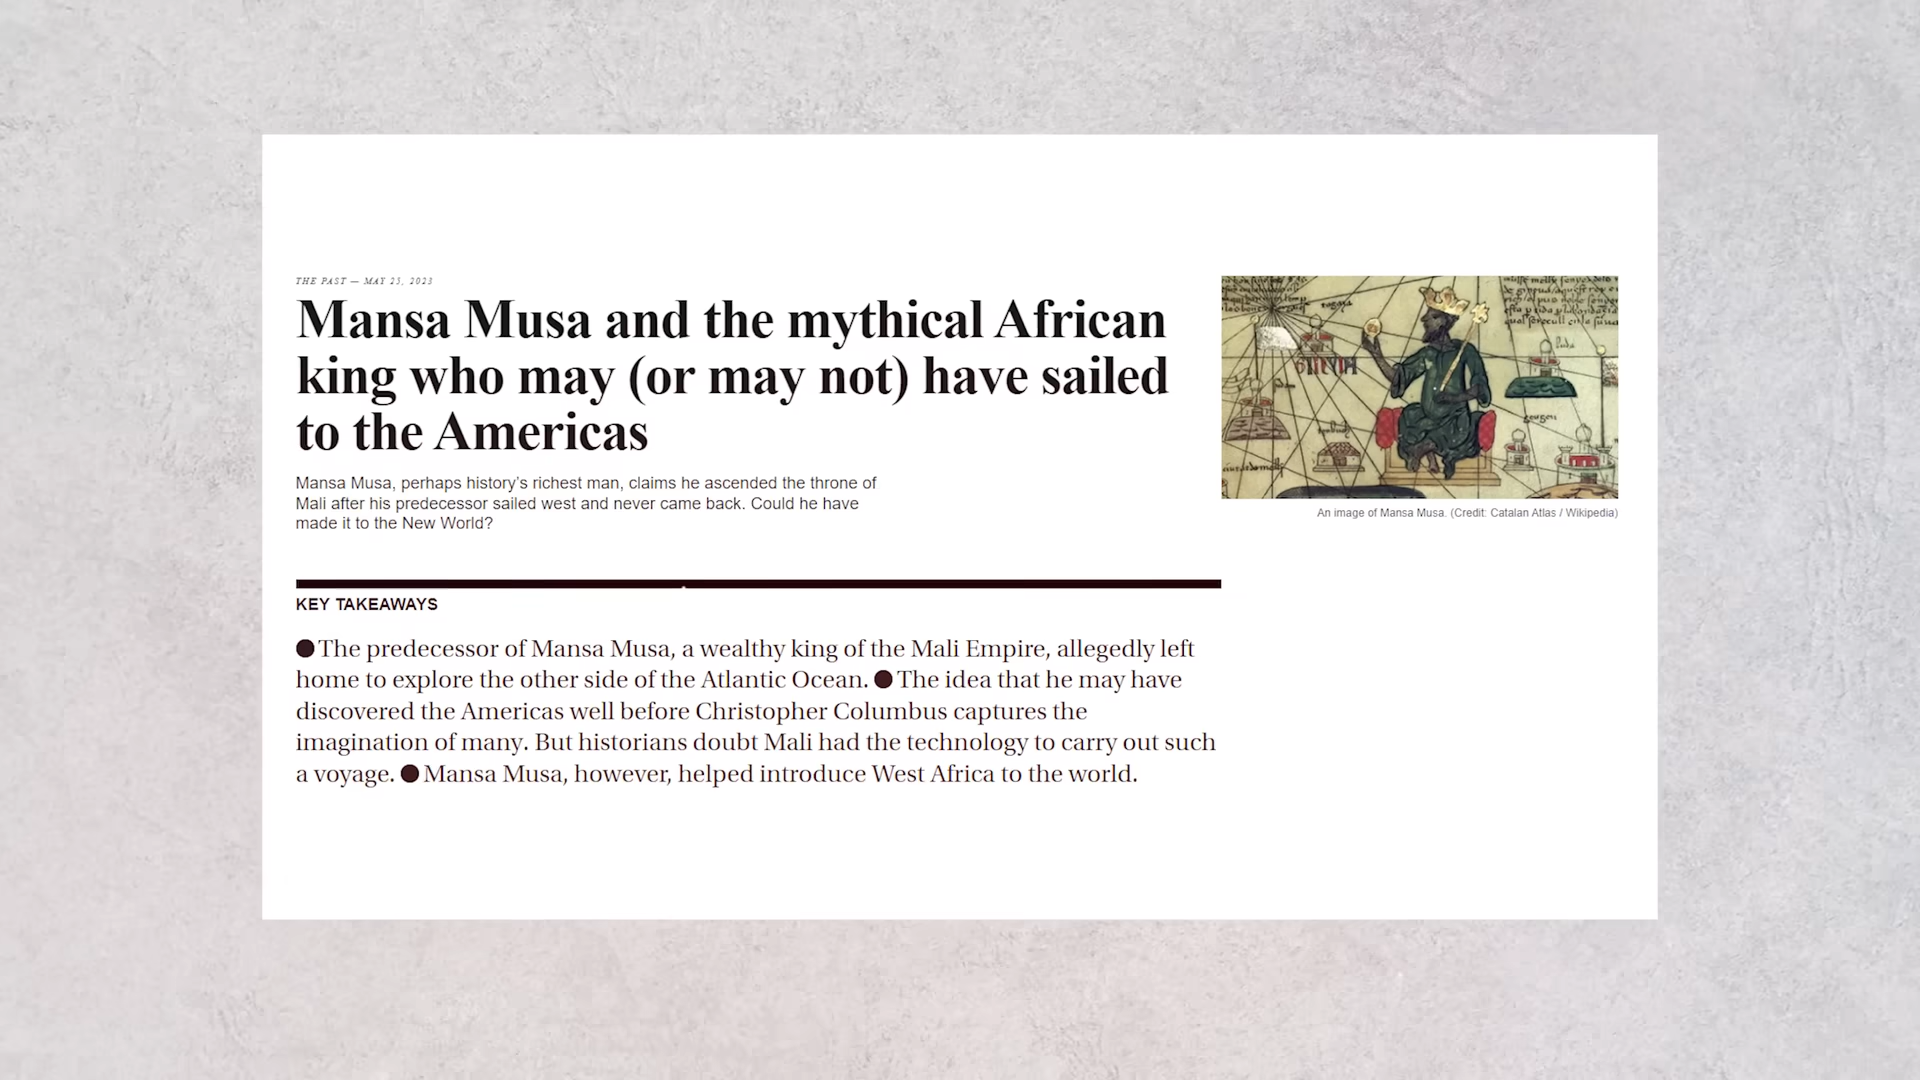 THE PAST — MAY 25, 2023
Mansa Musa and the mythical African
king who may (or may not) have sailed
to the Americas
Mansa Musa, perhaps history's richest man, claims he ascended the throne of
Mali after his predecessor sailed west and never came back. Could he have
made it to the New World?
An image of Mansa Musa. (Credit: Catalan Atlas / Wikipedia)
KEY TAKEAWAYS
●The predecessor of Mansa Musa, a wealthy king of the Mali Empire, allegedly left
home to explore the other side of the Atlantic Ocean. ●The idea that he may have
discovered the Americas well before Christopher Columbus captures the
imagination of many. But historians doubt Mali had the technology to carry out such
a voyage. ●Mansa Musa, however, helped introduce West Africa to the world.